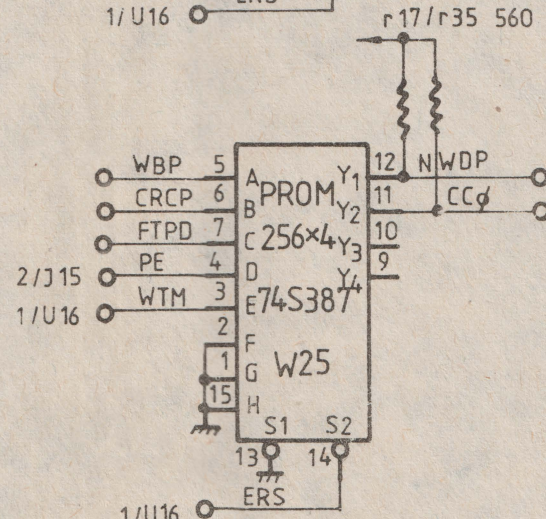 1/U16
r17/r35 560
WBP 5 A PROM Y1 12 NWDP
CRCP 6 B Y2 11 CCφ
FTPD 7 C 256×4 Y3 10
2/J15 PE 4 D Y4 9
1/U16 WTM 3 E 74S387
2 F
1 G W25
15 H
S1 S2
13 14
1/U16 ERS